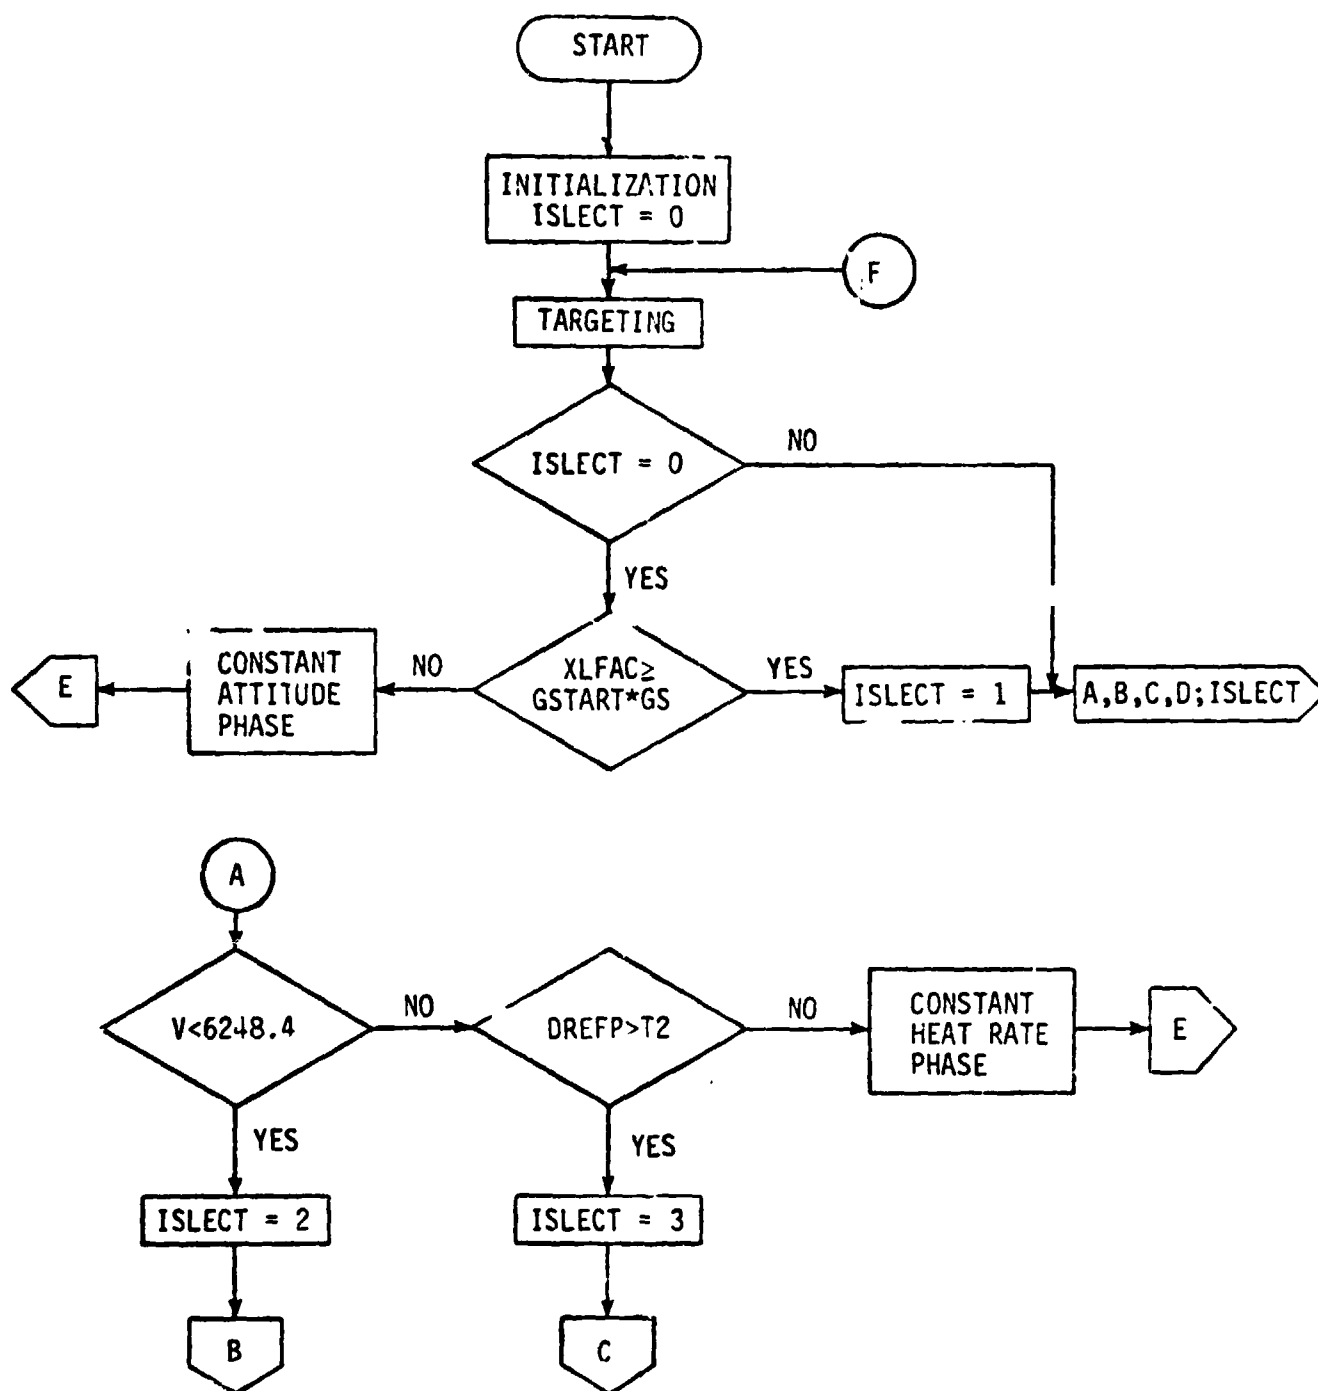 START
INITIALIZATION
ISLECT = 0
F
TARGETING
ISLECT = 0
NO
YES
E
CONSTANT
ATTITUDE
PHASE
NO
XLFAC≥
GSTART*GS
YES
ISLECT = 1
A,B,C,D;ISLECT
A
V<6248.4
NO
DREFP>T2
NO
CONSTANT
HEAT RATE
PHASE
E
YES
YES
ISLECT = 2
ISLECT = 3
B
C